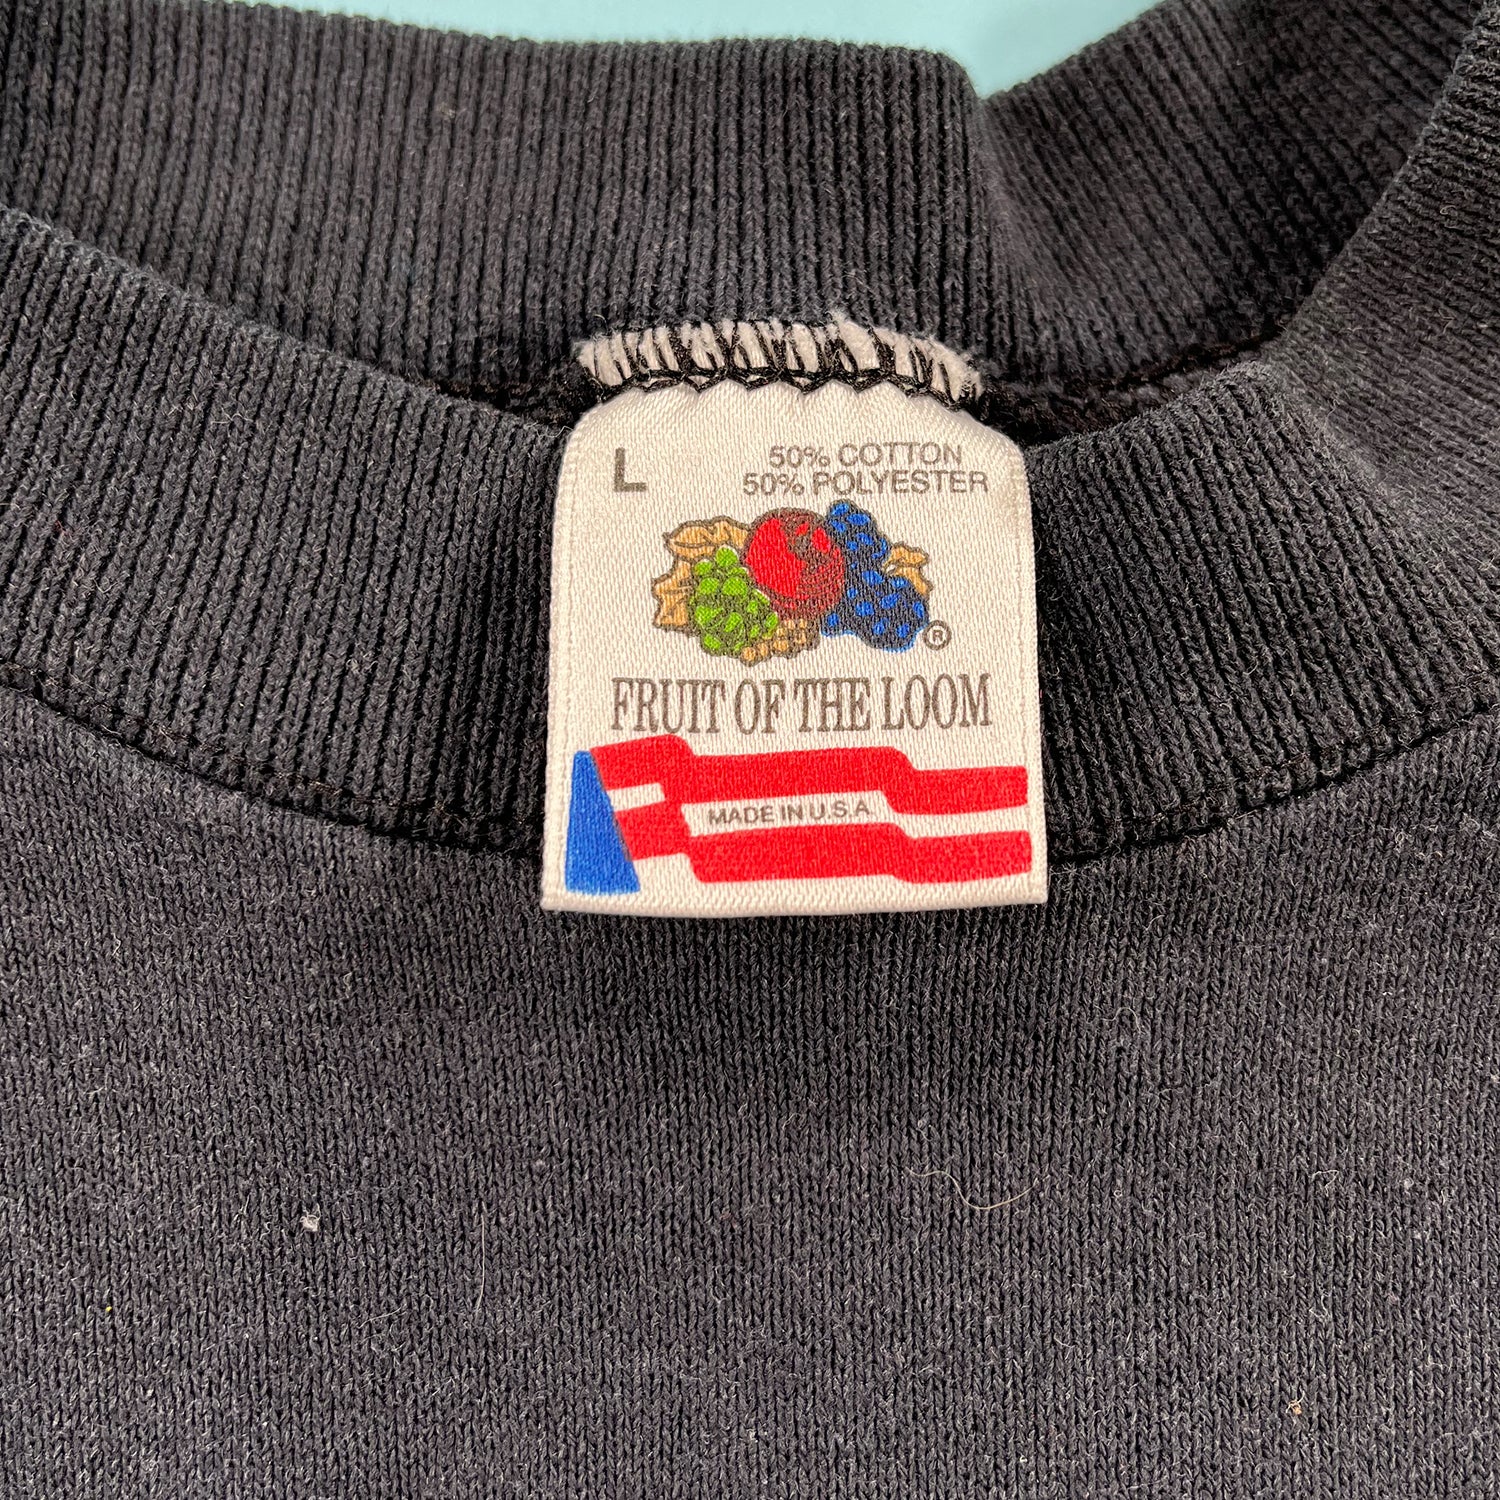 L
50% COTTON
50% POLYESTER
®
FRUIT OF THE LOOM
MADE IN U.S.A.